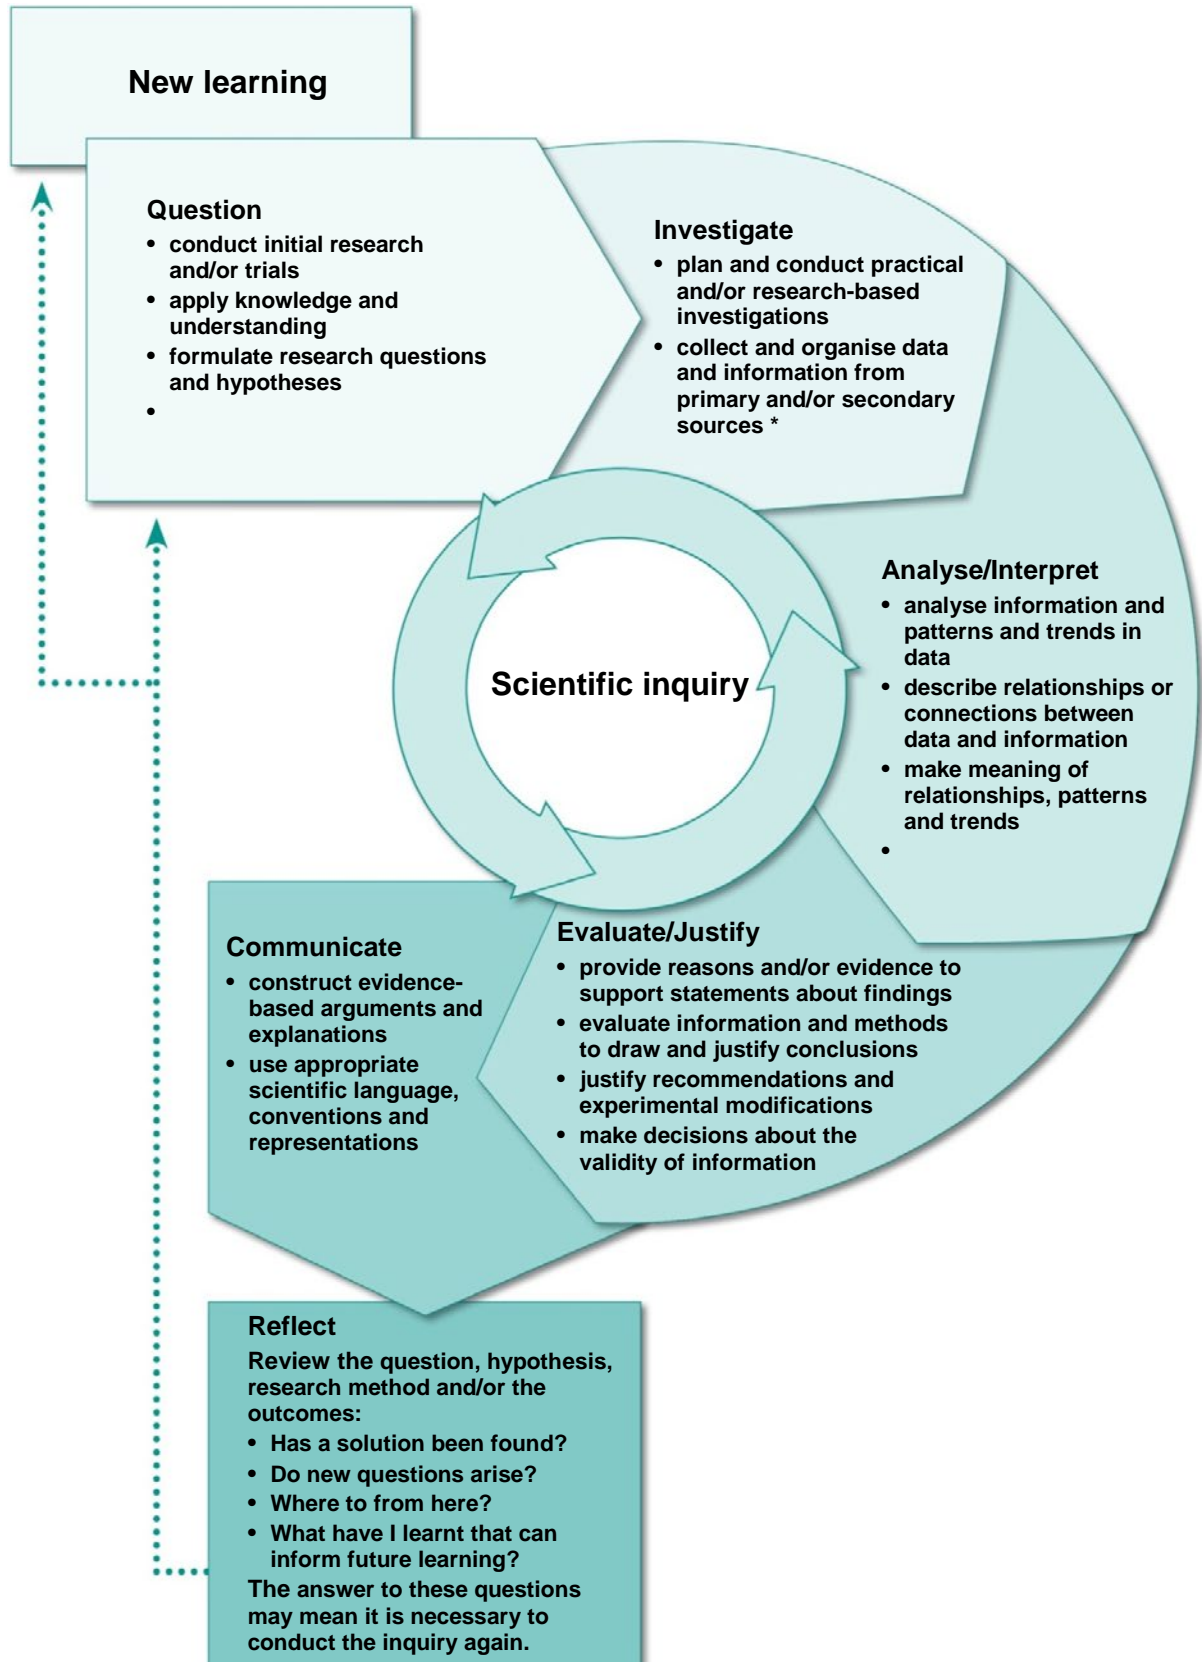 New learning
Question
• conduct initial research
and/or trials
• apply knowledge and
understanding
• formulate research questions
and hypotheses
•
Investigate
• plan and conduct practical
and/or research-based
investigations
• collect and organise data
and information from
primary and/or secondary
sources *
Analyse/Interpret
• analyse information and
patterns and trends in
data
• describe relationships or
connections between
data and information
• make meaning of
relationships, patterns
and trends
•
Scientific inquiry
Evaluate/Justify
• provide reasons and/or evidence to
support statements about findings
• evaluate information and methods
to draw and justify conclusions
• justify recommendations and
experimental modifications
• make decisions about the
validity of information
Communicate
• construct evidence-
based arguments and
explanations
• use appropriate
scientific language,
conventions and
representations
Reflect
Review the question, hypothesis,
research method and/or the
outcomes:
• Has a solution been found?
• Do new questions arise?
• Where to from here?
• What have I learnt that can
inform future learning?
The answer to these questions
may mean it is necessary to
conduct the inquiry again.